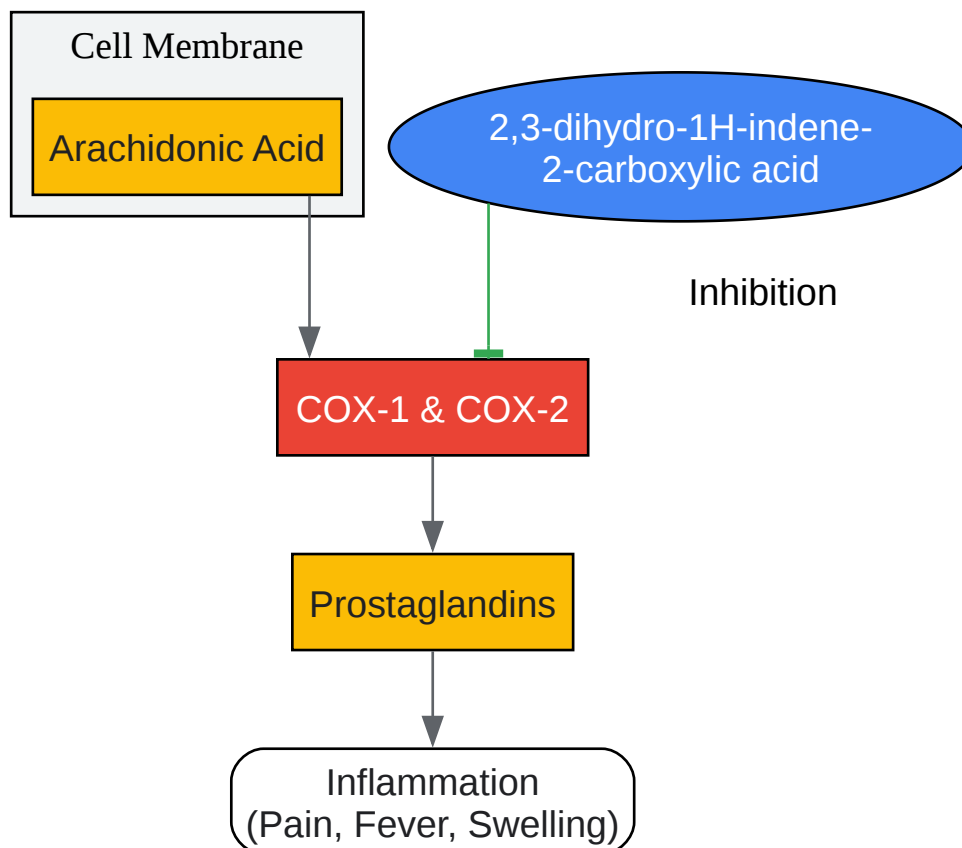 Cell Membrane
Arachidonic Acid
2,3-dihydro-1H-indene-
2-carboxylic acid
Inhibition
COX-1 & COX-2
Prostaglandins
Inflammation
(Pain, Fever, Swelling)